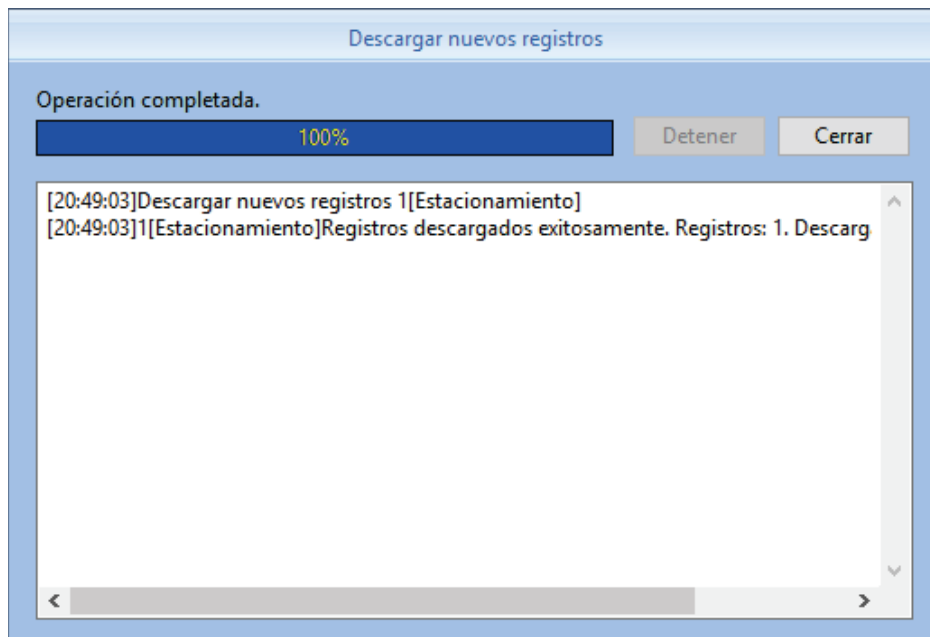 Descargar nuevos registros
Operación completada.
100%
Detener
Cerrar
[20:49:03]Descargar nuevos registros 1[Estacionamiento]
[20:49:03]1[Estacionamiento]Registros descargados exitosamente. Registros: 1. Descarg